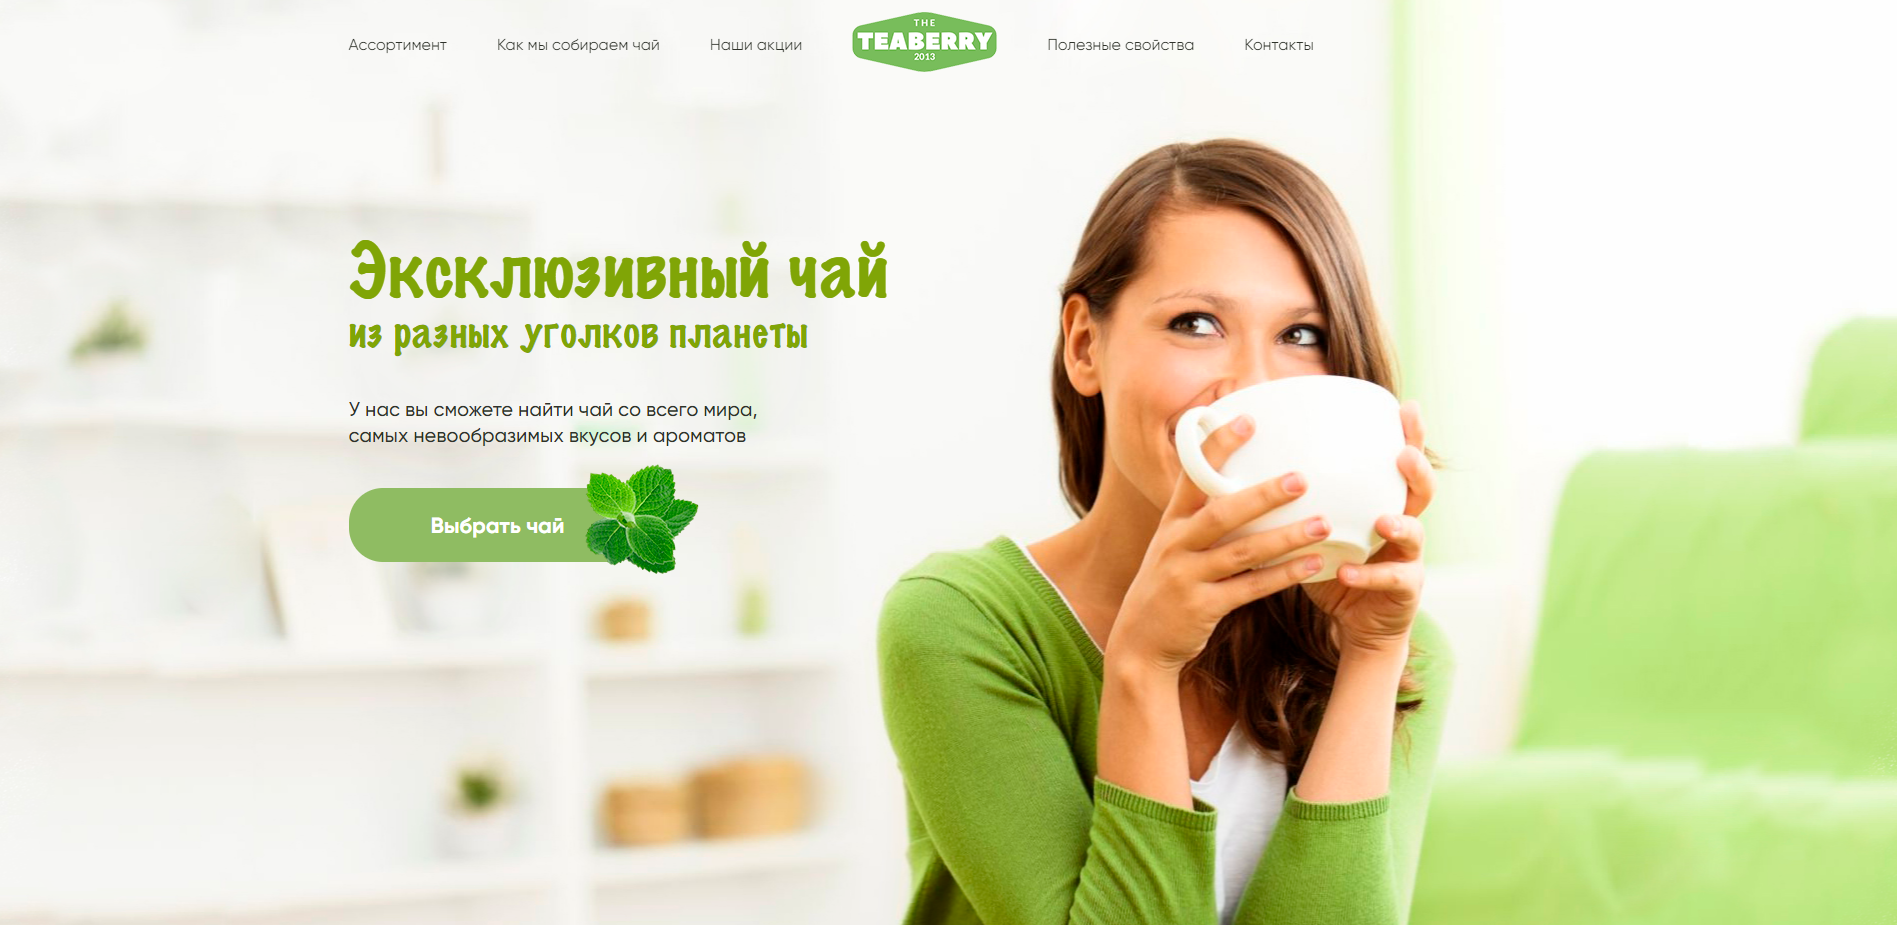 Ассортимент
Как мы собираем чай
Наши акции
THE
TEABERRY
2013
Полезные свойства
Контакты
Эксклюзивный чай
из разных уголков планеты
У нас вы сможете найти чай со всего мира,
самых невообразимых вкусов и ароматов
Выбрать чай